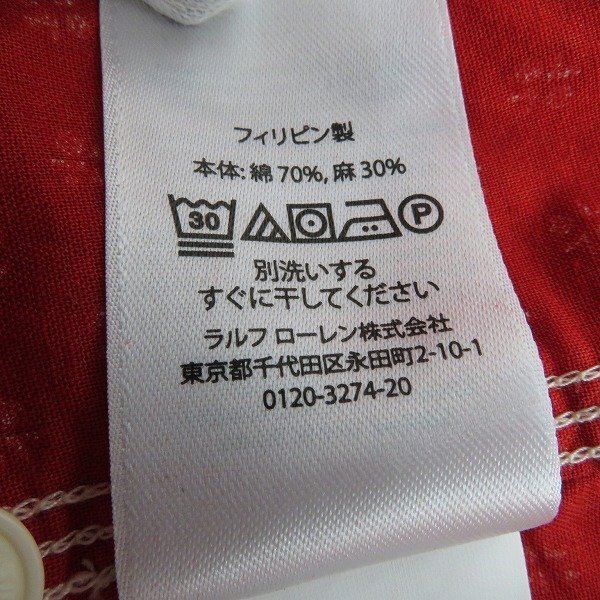 フィリピン製
本体: 綿 70%, 麻 30%
30 P
別洗いする
すぐに干してください
ラルフ ローレン株式会社
東京都千代田区永田町2-10-1
0120-3274-20